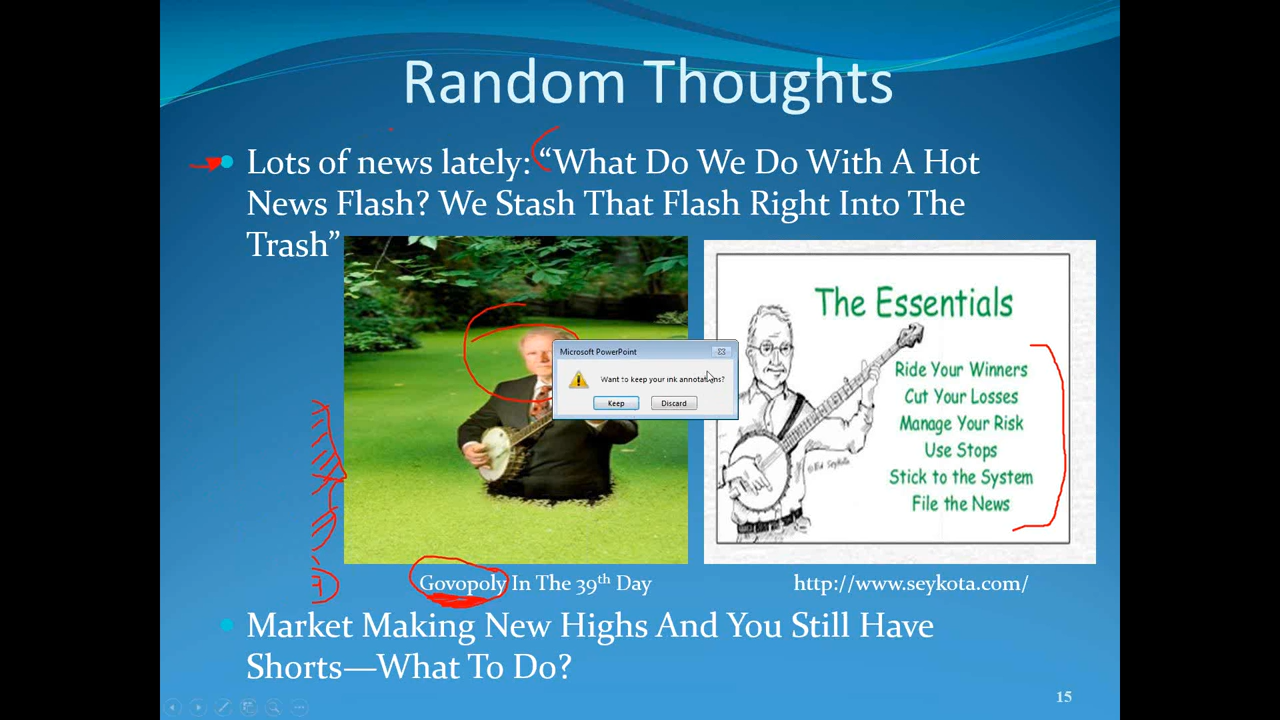 Random Thoughts
Lots of news lately: “What Do We Do With A Hot
News Flash? We Stash That Flash Right Into The
Trash”
The Essentials
Ride Your Winners
Cut Your Losses
Manage Your Risk
Use Stops
Stick to the System
File the News
©Ed Seykota
Microsoft PowerPoint
Want to keep your ink annotations?
Keep
Discard
Govopoly In The 39th Day
http://www.seykota.com/
Market Making New Highs And You Still Have
Shorts—What To Do?
15